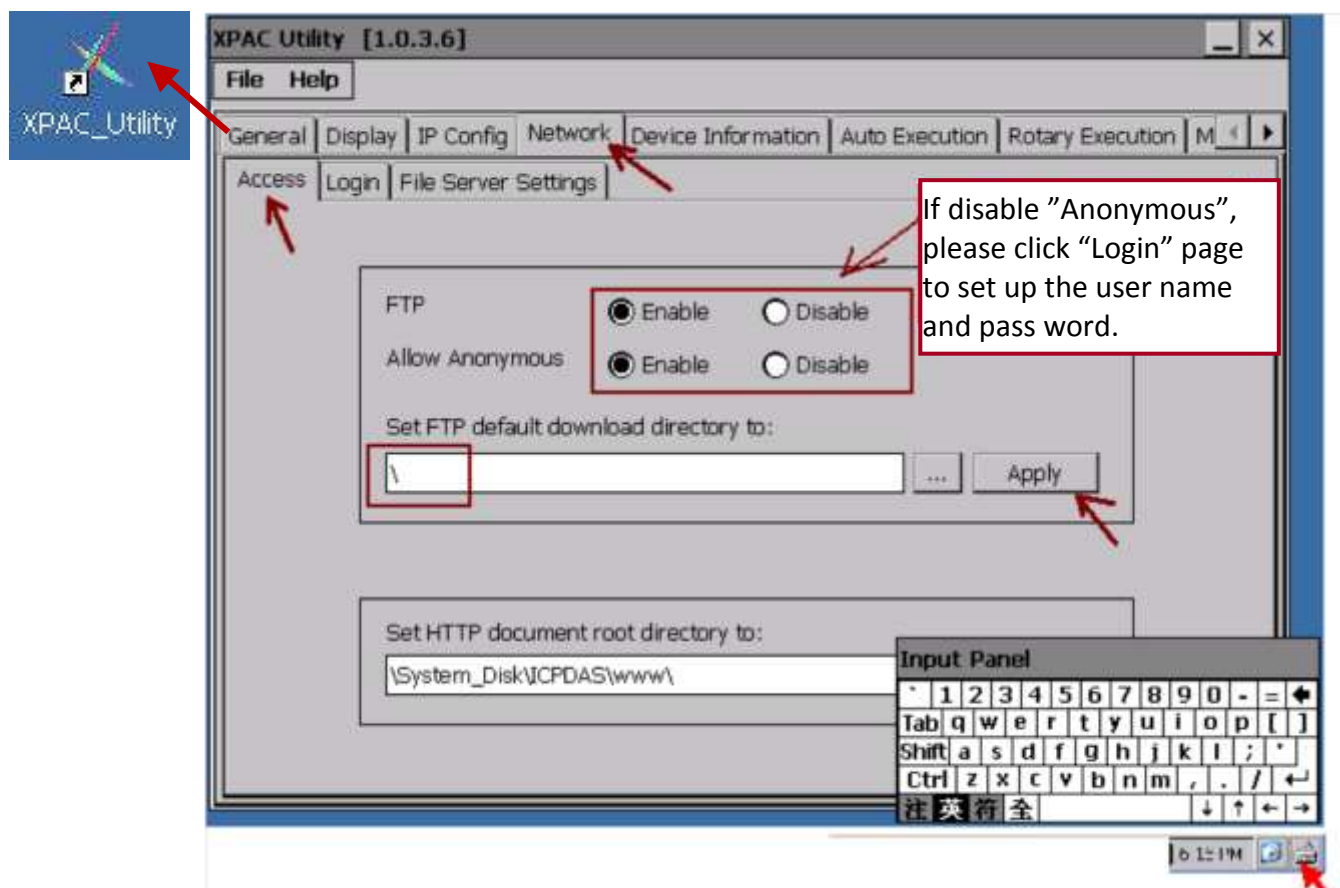 XPAC_Utility
XPAC Utility [1.0.3.6]
File Help
General Display IP Config Network Device Information Auto Execution Rotary Execution M
Access Login File Server Settings
If disable ”Anonymous”,
please click “Login” page
to set up the user name
and pass word.
FTP Enable Disable
Allow Anonymous Enable Disable
Set FTP default download directory to:
\
... Apply
Set HTTP document root directory to:
\System_Disk\ICPDAS\www\
Input Panel
` 1 2 3 4 5 6 7 8 9 0 - =
Tab q w e r t y u i o p [ ]
Shift a s d f g h j k l ; '
Ctrl z x c v b n m , . /
注 英 符 全
PM